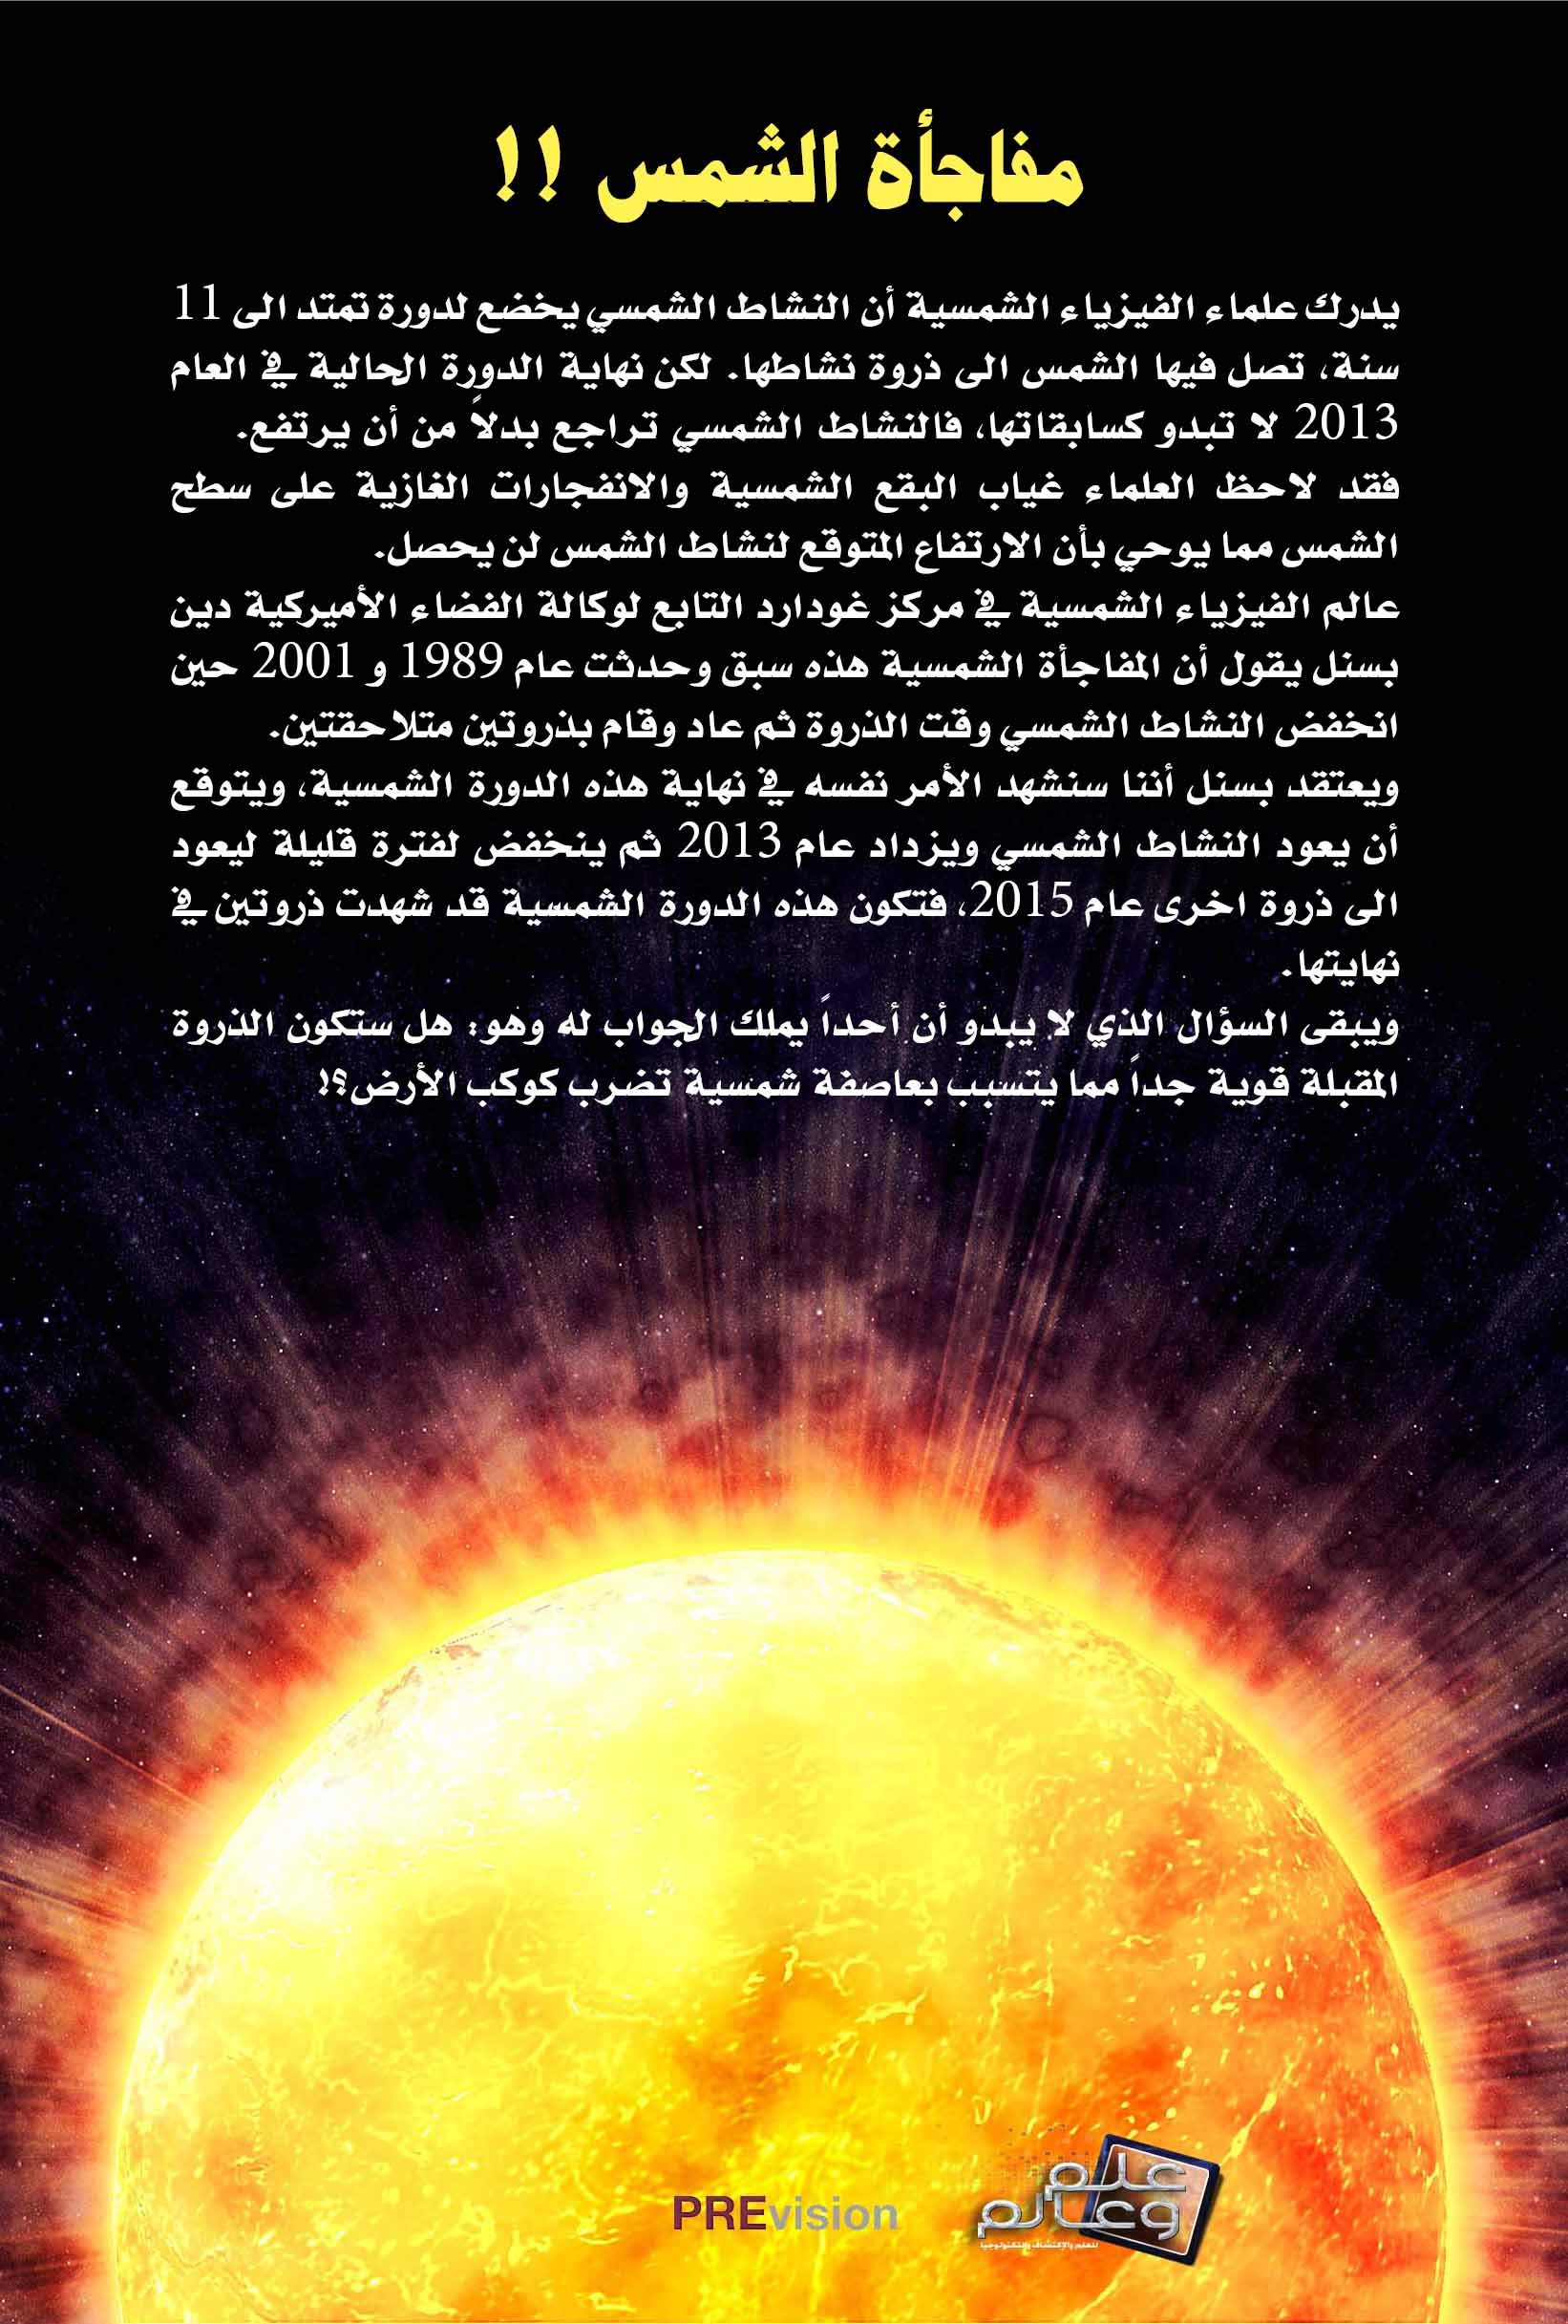 مفاجأة الشمس !!
يدرك علماء الفيزياء الشمسية أن النشاط الشمسي يخضع لدورة تمتد الى 11
سنة، تصل فيها الشمس الى ذروة نشاطها. لكن نهاية الدورة الحالية في العام
2013 لا تبدو كسابقاتها، فالنشاط الشمسي تراجع بدلاً من أن يرتفع.
فقد لاحظ العلماء غياب البقع الشمسية والانفجارات الغازية على سطح
الشمس مما يوحي بأن الارتفاع المتوقع لنشاط الشمس لن يحصل.
عالم الفيزياء الشمسية في مركز غودارد التابع لوكالة الفضاء الأميركية دين
بسنل يقول أن المفاجأة الشمسية هذه سبق وحدثت عام 1989 و 2001 حين
انخفض النشاط الشمسي وقت الذروة ثم عاد وقام بذروتين متلاحقتين.
ويعتقد بسنل أننا سنشهد الأمر نفسه في نهاية هذه الدورة الشمسية، ويتوقع
أن يعود النشاط الشمسي ويزداد عام 2013 ثم ينخفض لفترة قليلة ليعود
الى ذروة اخرى عام 2015، فتكون هذه الدورة الشمسية قد شهدت ذروتين في
نهايتها.
ويبقى السؤال الذي لا يبدو أن أحداً يملك الجواب له وهو: هل ستكون الذروة
المقبلة قوية جداً مما يتسبب بعاصفة شمسية تضرب كوكب الأرض؟!
علم
وعالم
للعلم والإكتشاف والتكنولوجيا
PREvision